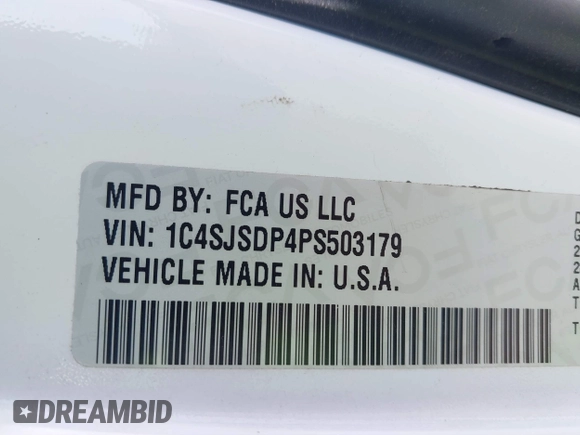 MFD BY: FCA US LLC
VIN: 1C4SJSDP4PS503179
VEHICLE MADE IN: U.S.A.
DREAMBID